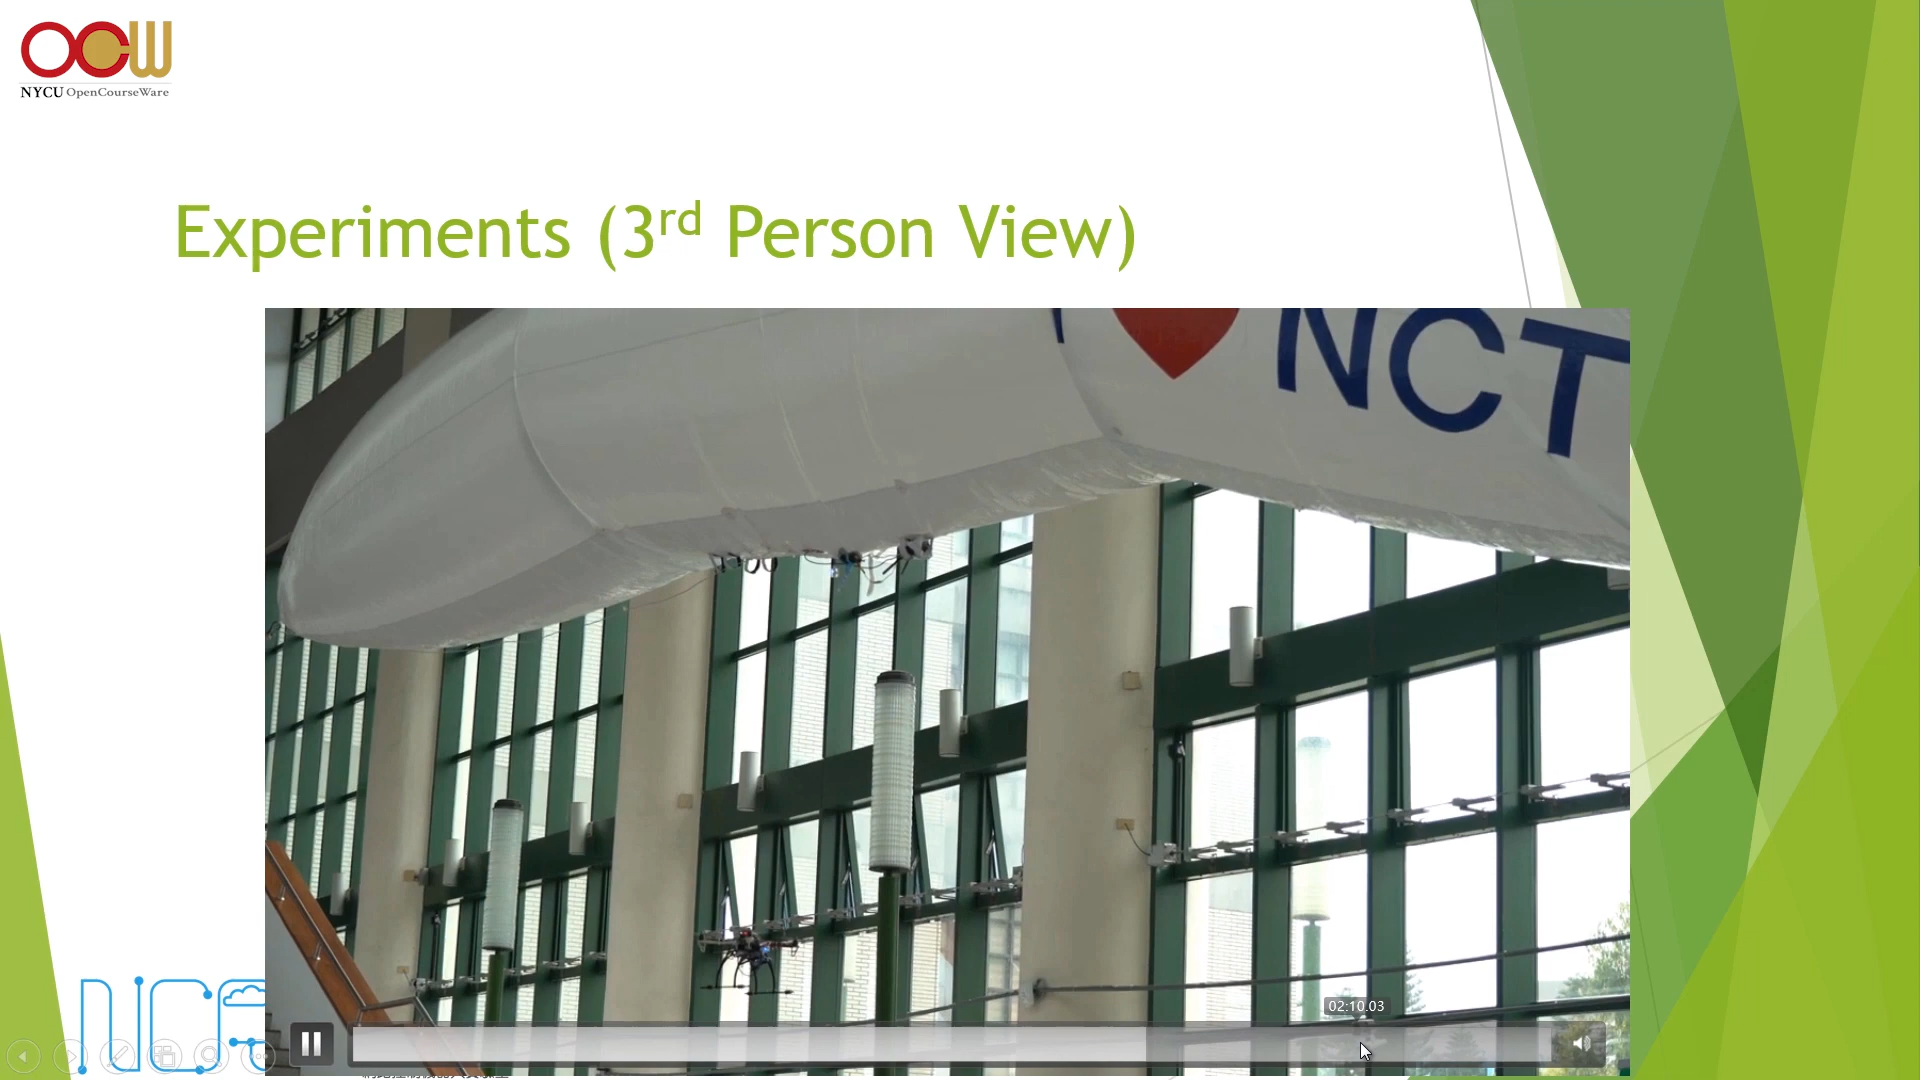 OCW
NYCU OpenCourseWare
Experiments (3rd Person View)
NCT
02:10.03